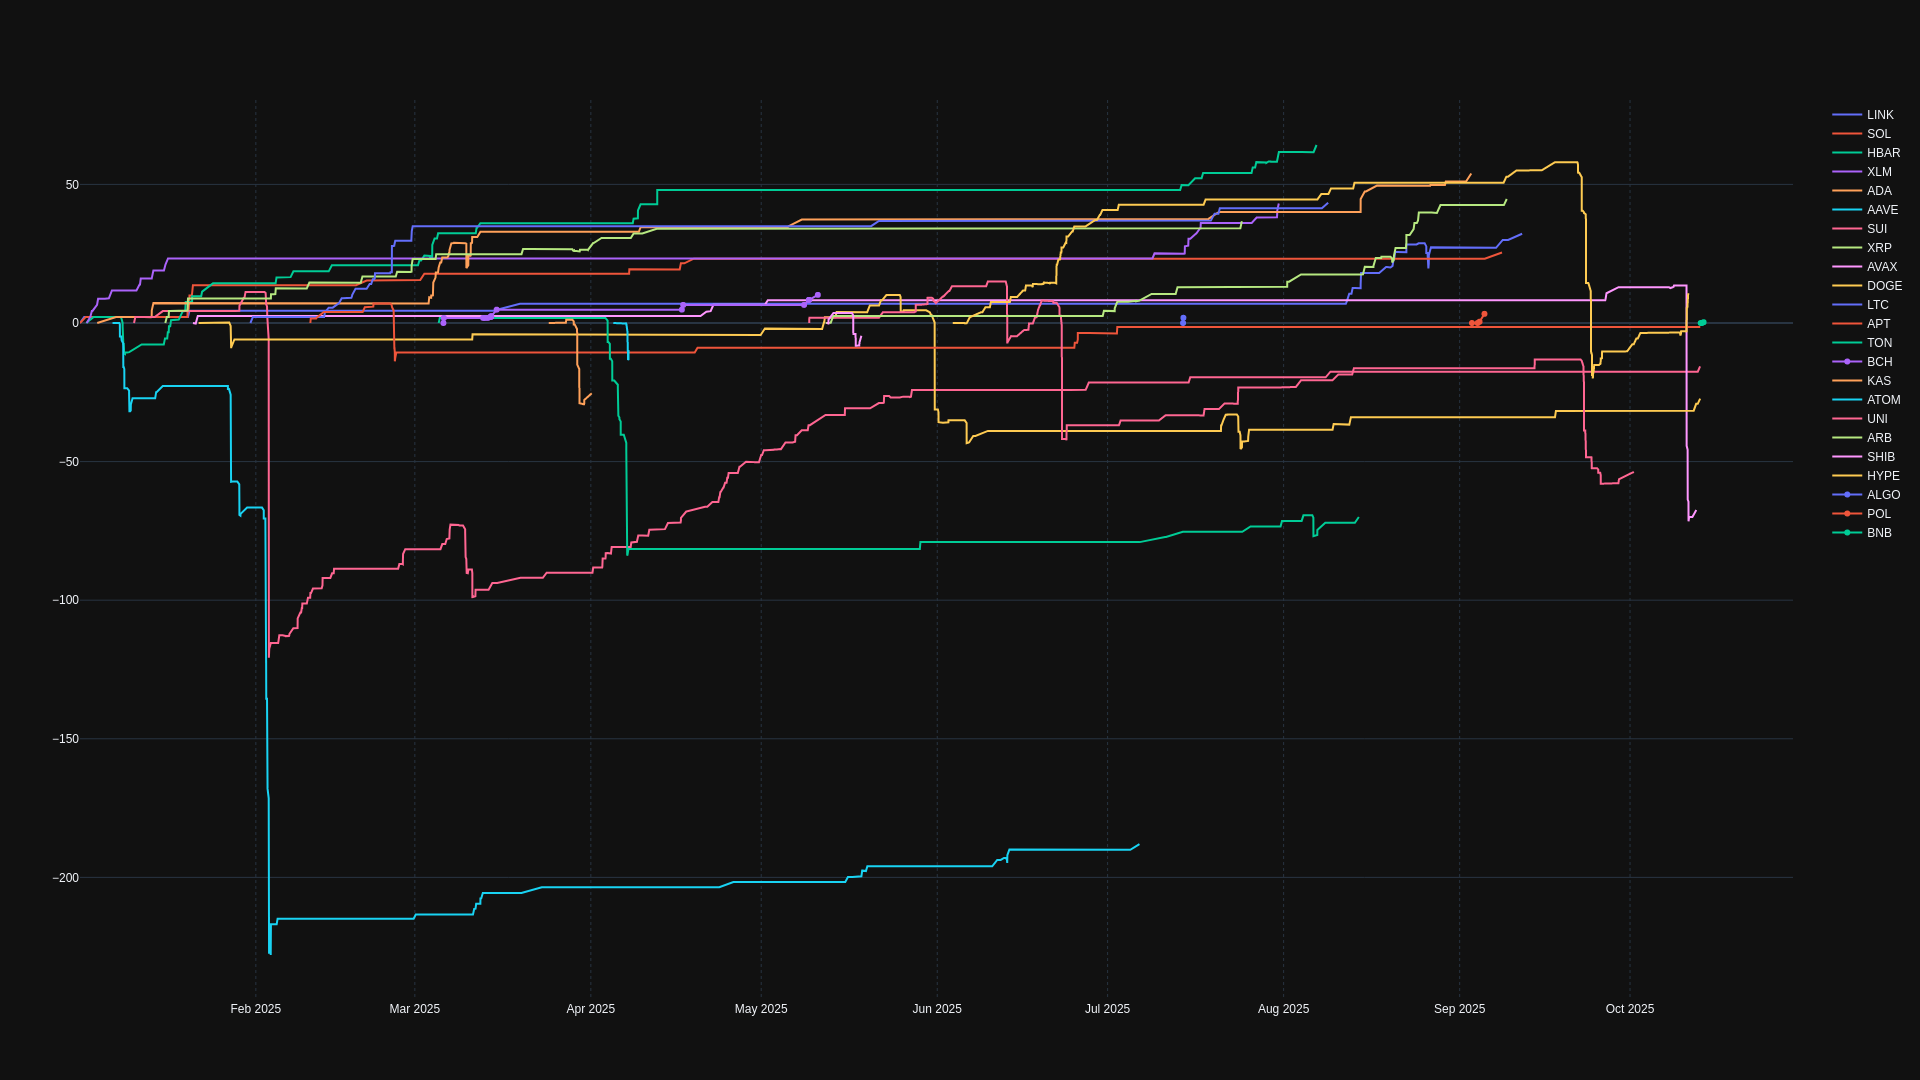 50
0
−50
−100
−150
−200
Feb 2025
Mar 2025
Apr 2025
May 2025
Jun 2025
Jul 2025
Aug 2025
Sep 2025
Oct 2025
LINK
SOL
HBAR
XLM
ADA
AAVE
SUI
XRP
AVAX
DOGE
LTC
APT
TON
BCH
KAS
ATOM
UNI
ARB
SHIB
HYPE
ALGO
POL
BNB